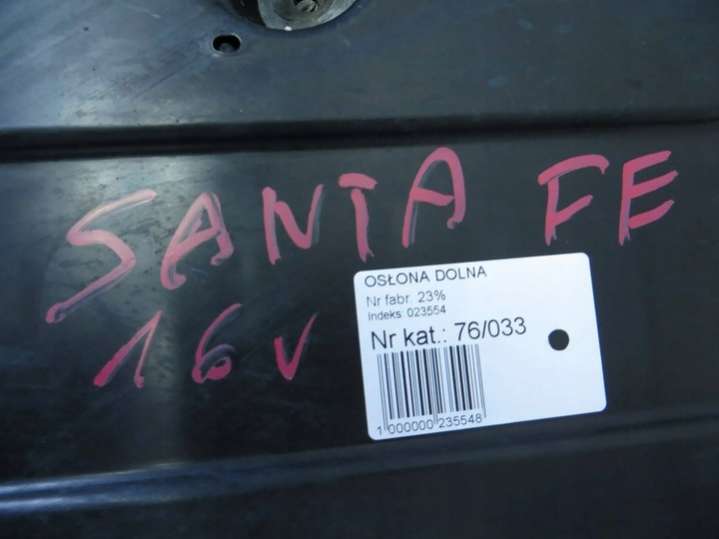 SANTA FE
16V
OSŁONA DOLNA
Nr fabr. 23%
Indeks: 023554
Nr kat.: 76/033
1 000000 235548